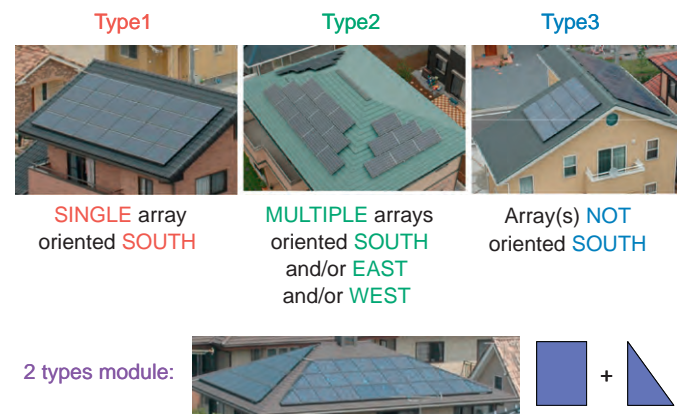 Type1
Type2
Type3
SINGLE array
oriented SOUTH
MULTIPLE arrays
oriented SOUTH
and/or EAST
and/or WEST
Array(s) NOT
oriented SOUTH
2 types module:
+